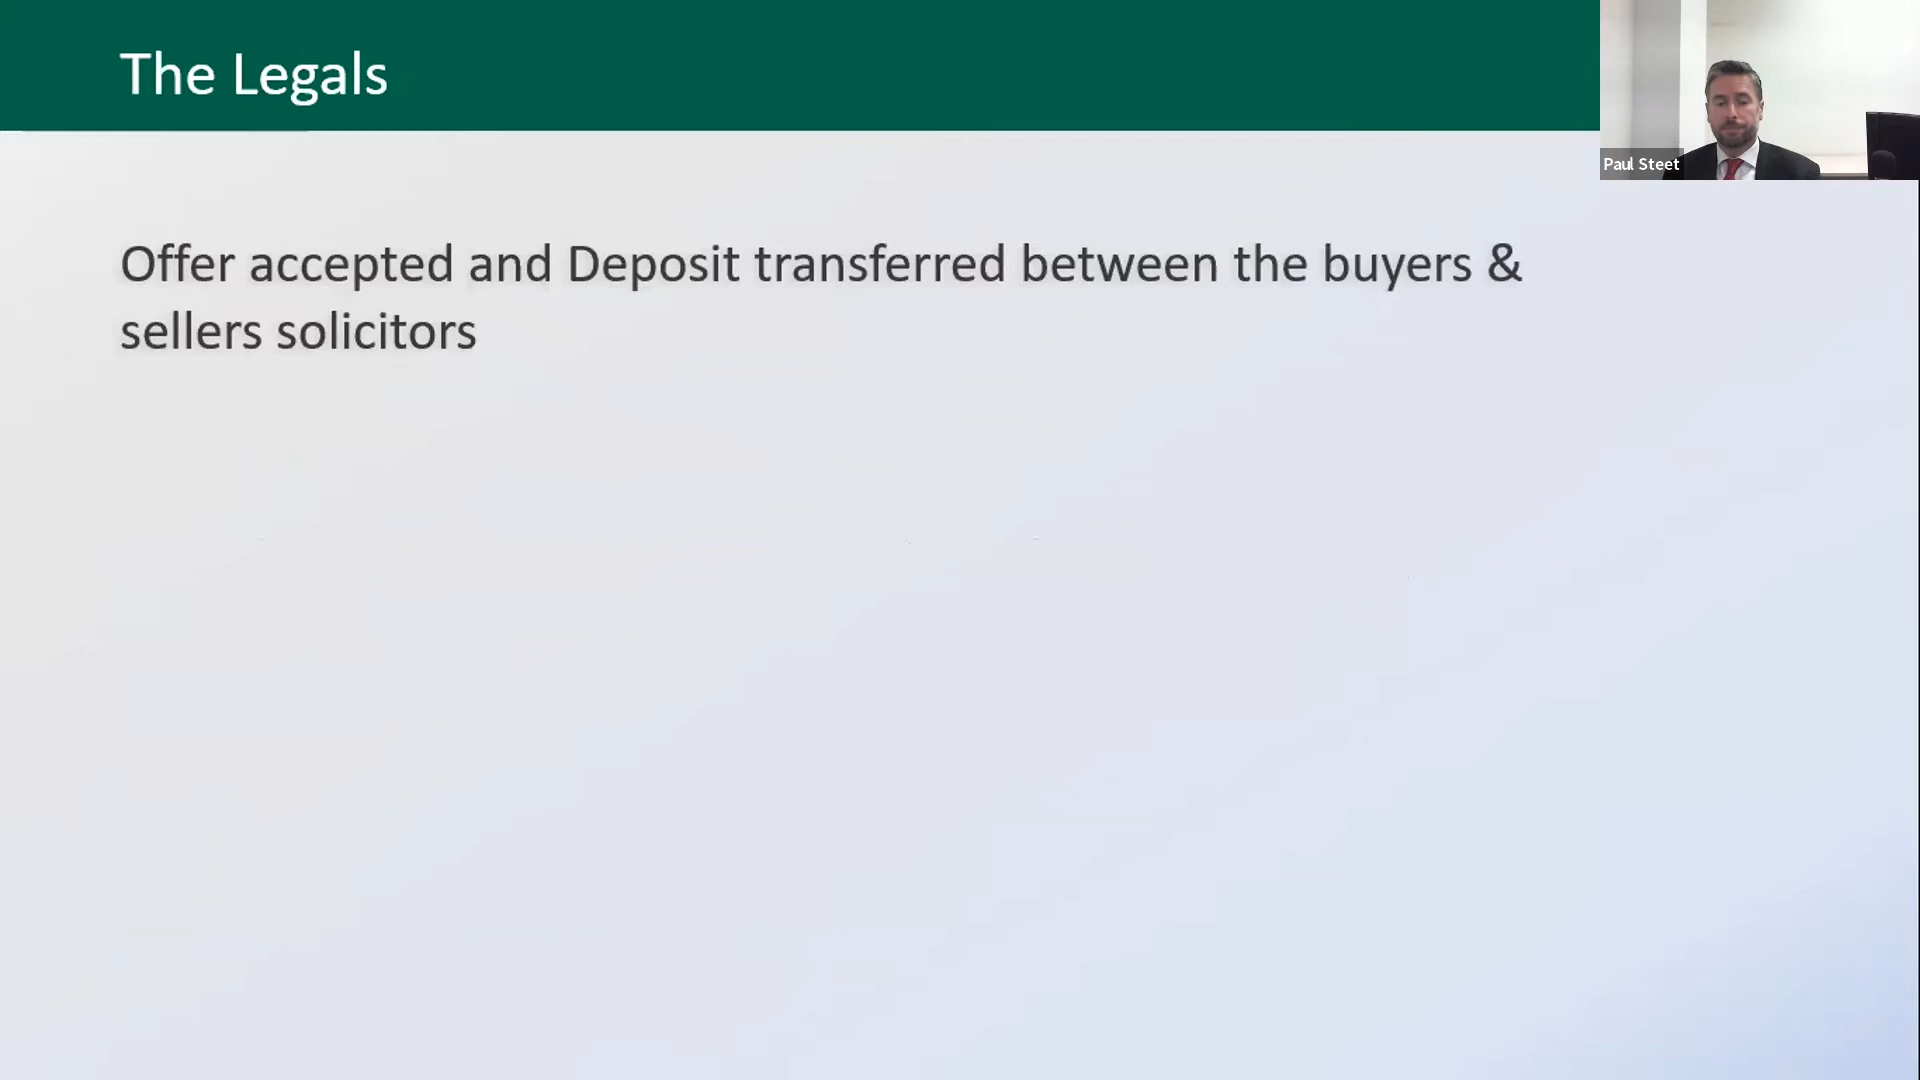 The Legals
Paul Steet
Offer accepted and Deposit transferred between the buyers &
sellers solicitors